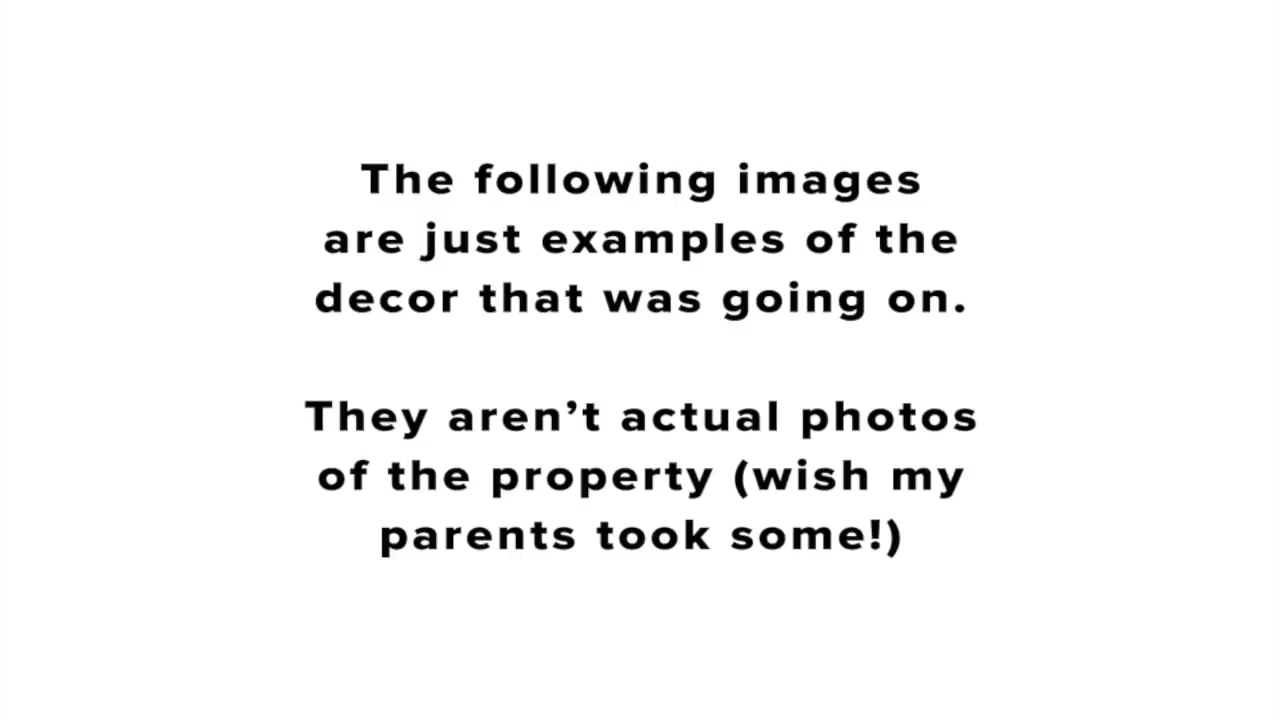 The following images
are just examples of the
decor that was going on.
They aren’t actual photos
of the property (wish my
parents took some!)